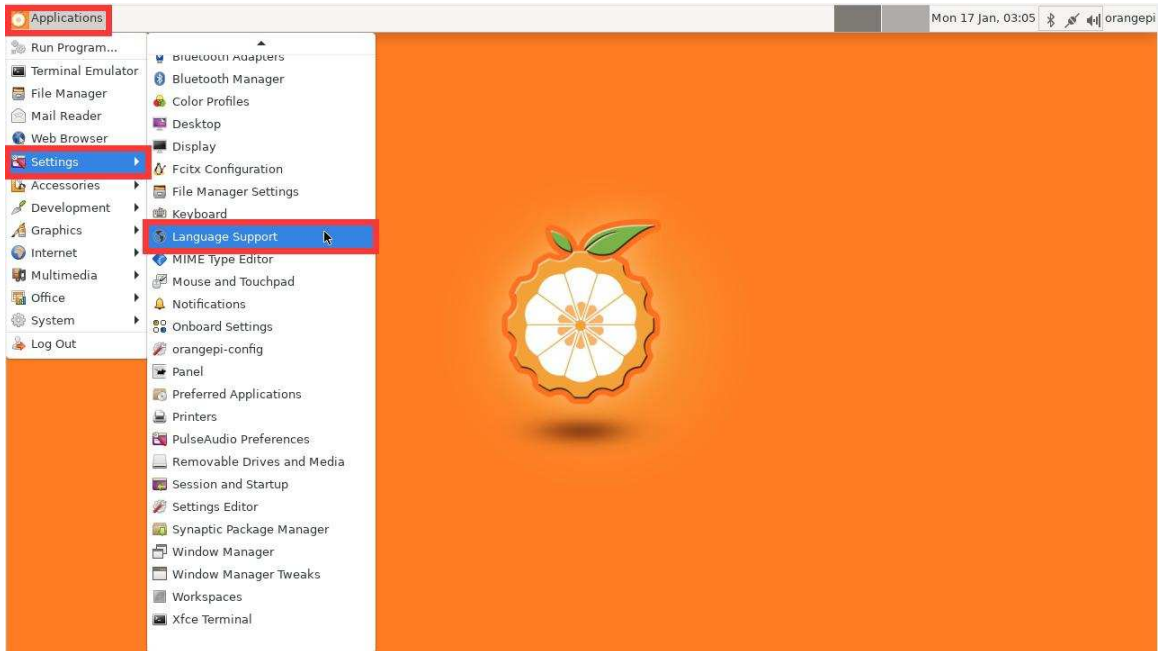 Applications
Mon 17 Jan, 03:05
orangepi
Run Program...
Terminal Emulator
File Manager
Mail Reader
Web Browser
Settings
Accessories
Development
Graphics
Internet
Multimedia
Office
System
Log Out
Bluetooth Adapters
Bluetooth Manager
Color Profiles
Desktop
Display
Fcitx Configuration
File Manager Settings
Keyboard
Language Support
MIME Type Editor
Mouse and Touchpad
Notifications
Onboard Settings
orangepi-config
Panel
Preferred Applications
Printers
PulseAudio Preferences
Removable Drives and Media
Session and Startup
Settings Editor
Synaptic Package Manager
Window Manager
Window Manager Tweaks
Workspaces
Xfce Terminal